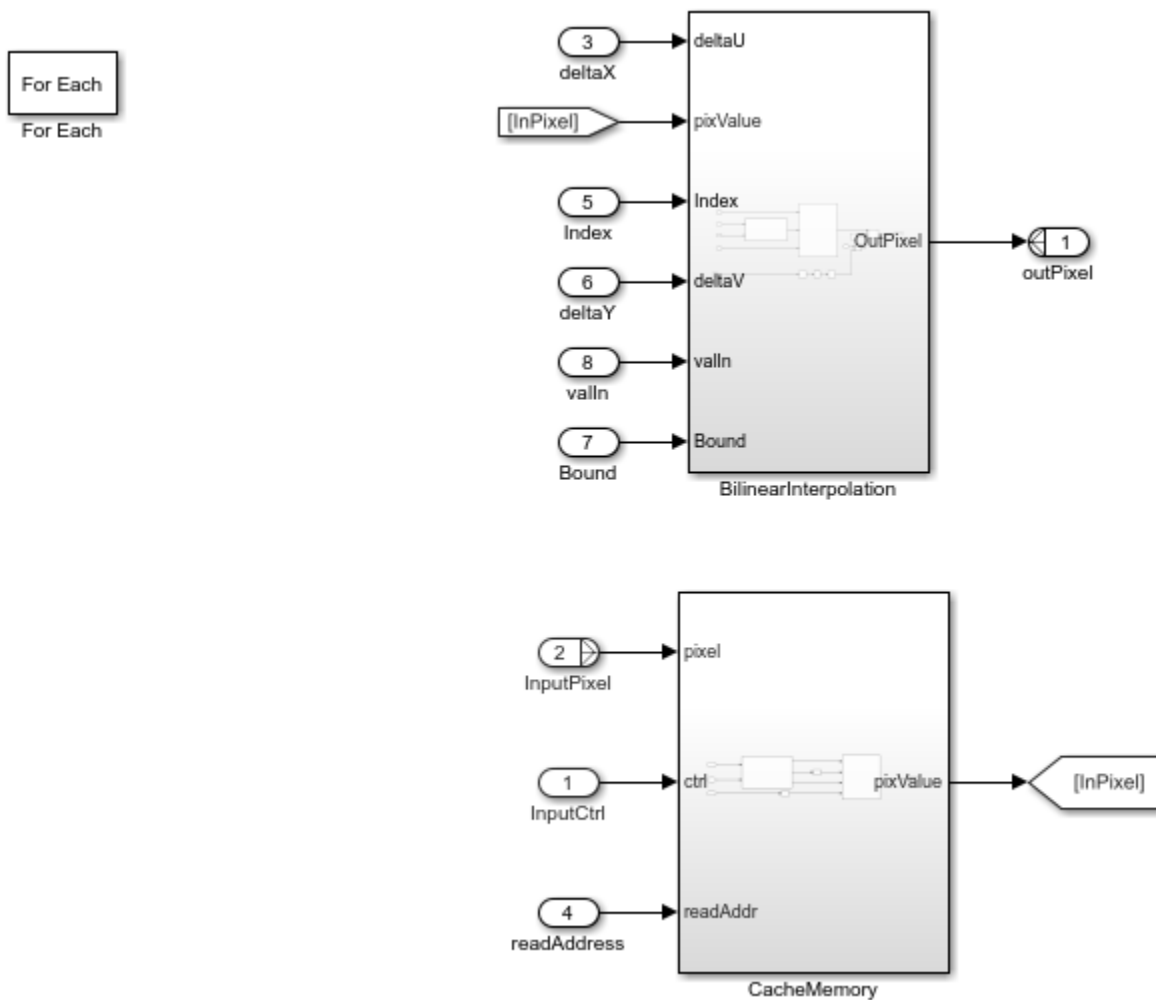 For Each
For Each
3
deltaX
deltaU
[InPixel]
pixValue
5
Index
Index
6
deltaY
deltaV
8
valIn
valIn
7
Bound
Bound
OutPixel
1
outPixel
BilinearInterpolation
2
InputPixel
pixel
1
InputCtrl
ctrl
4
readAddress
readAddr
pixValue
[InPixel]
CacheMemory